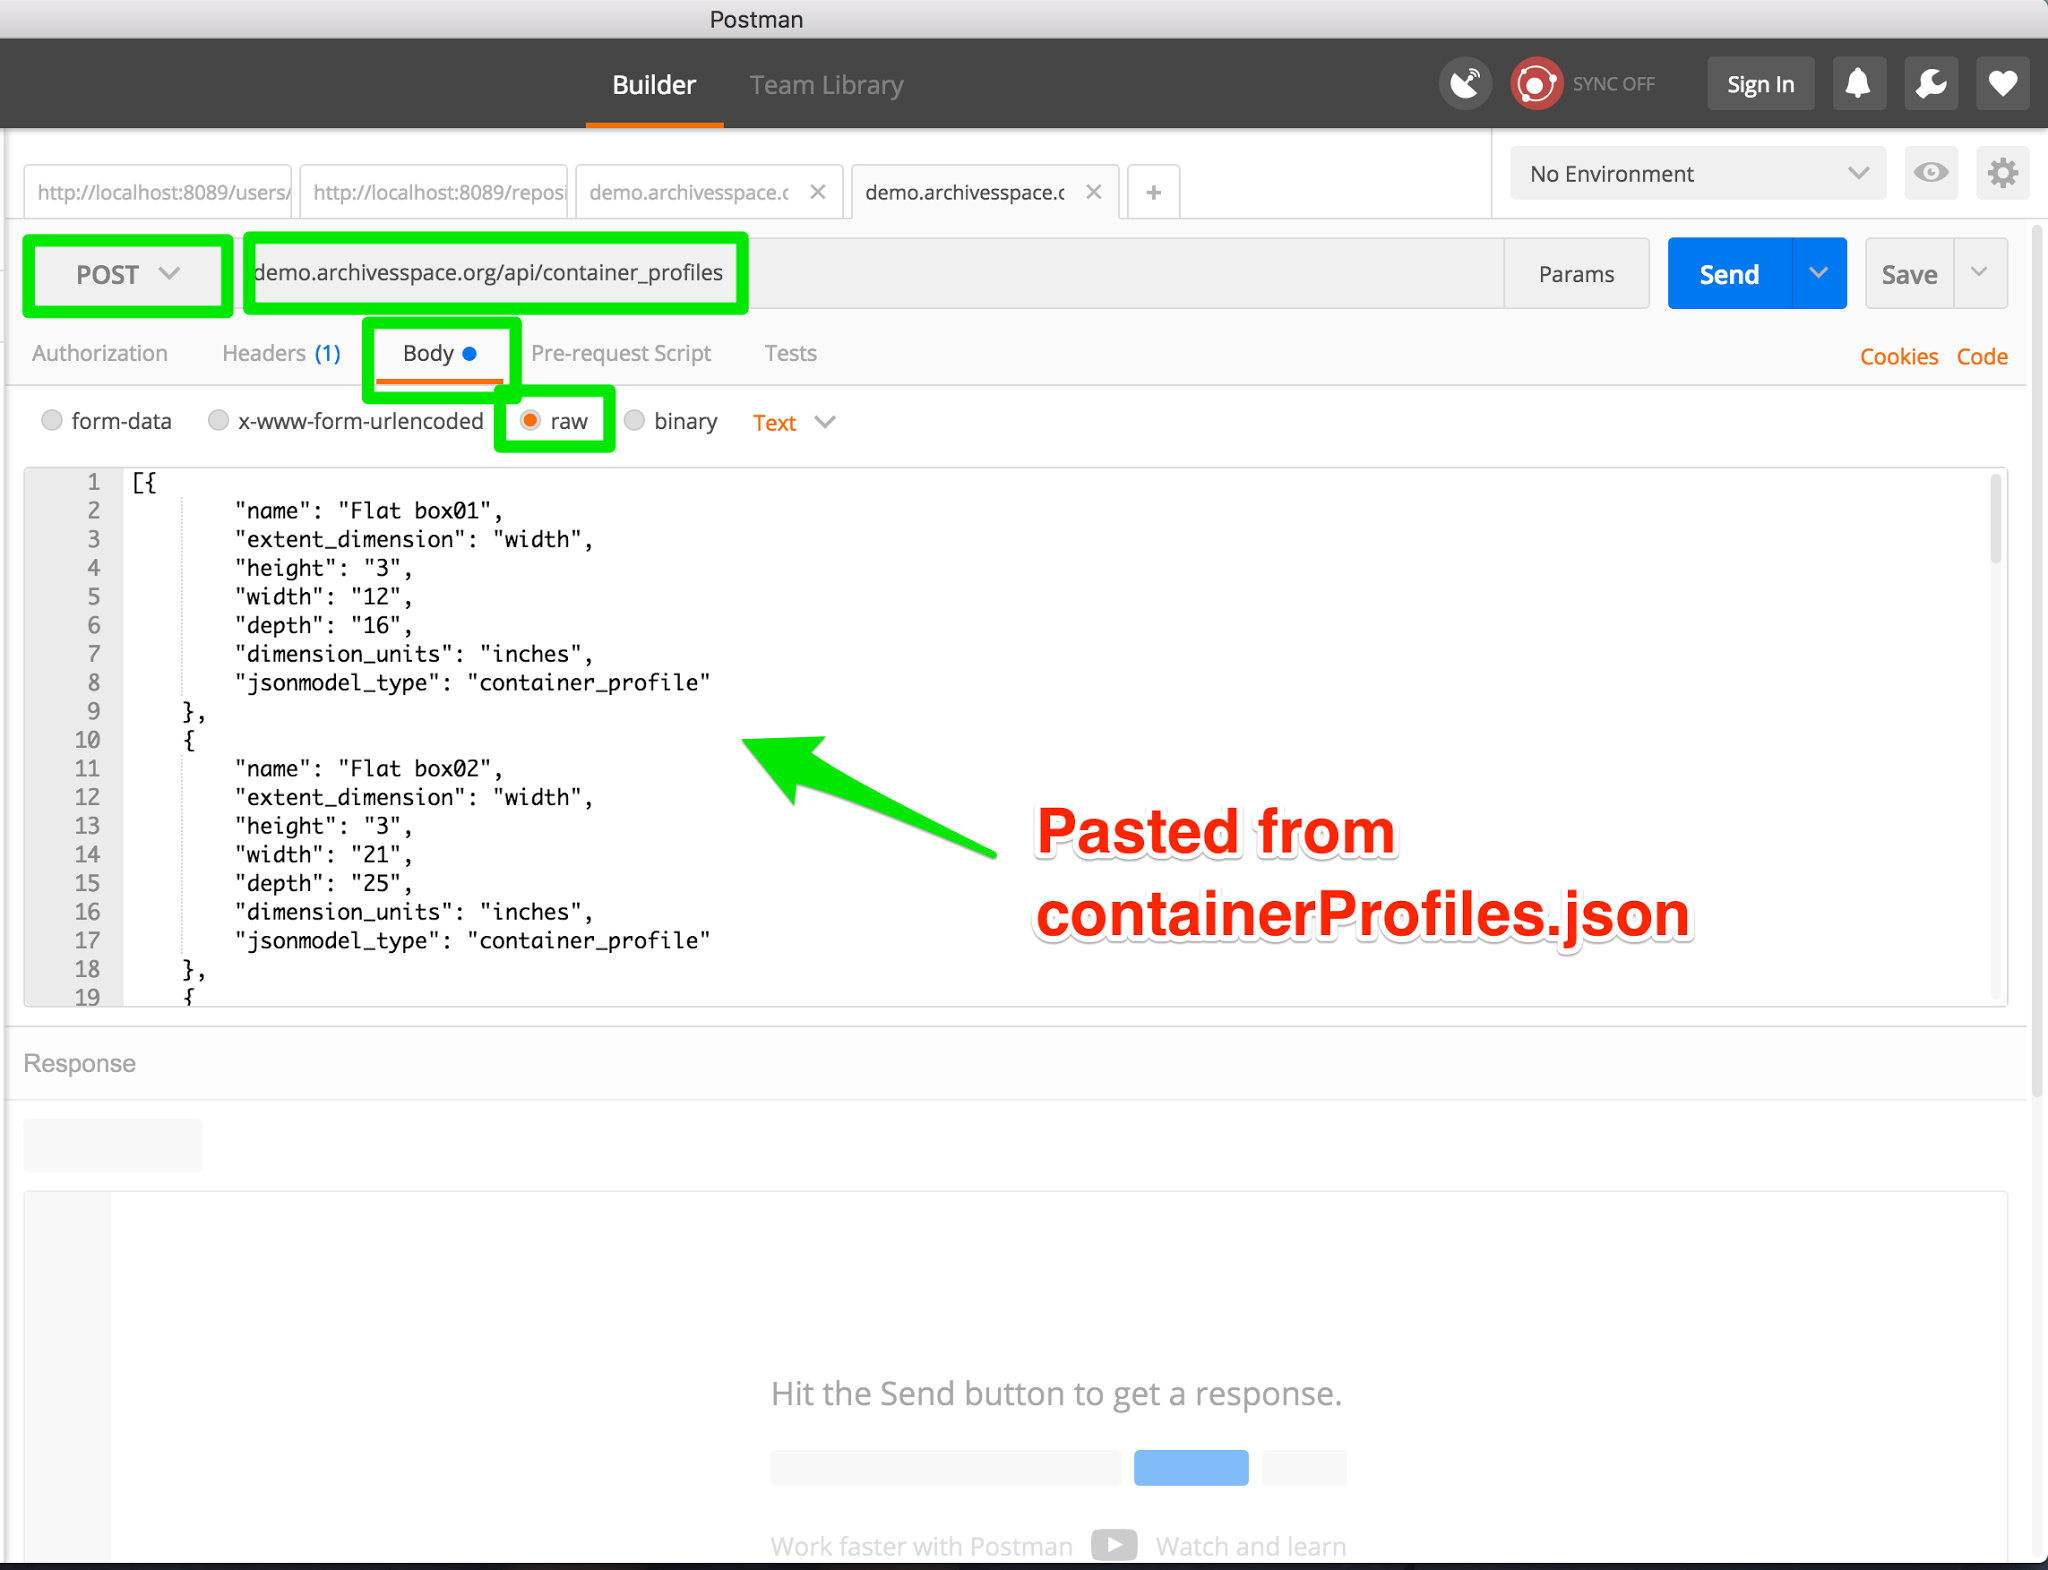 Postman
Builder Team Library SYNC OFF Sign In
http://localhost:8089/users/ http://localhost:8089/reposi demo.archivesspace.c demo.archivesspace.c + No Environment
POST demo.archivesspace.org/api/container_profiles Params Send Save
Authorization Headers (1) Body Pre-request Script Tests Cookies Code
form-data x-www-form-urlencoded raw binary Text
1 [{
2 "name": "Flat box01",
3 "extent_dimension": "width",
4 "height": "3",
5 "width": "12",
6 "depth": "16",
7 "dimension_units": "inches",
8 "jsonmodel_type": "container_profile"
9 },
10 {
11 "name": "Flat box02",
12 "extent_dimension": "width",
13 "height": "3",
14 "width": "21",
15 "depth": "25",
16 "dimension_units": "inches",
17 "jsonmodel_type": "container_profile"
18 },
19 {
Pasted from
containerProfiles.json
Response
Hit the Send button to get a response.
Work faster with Postman Watch and learn